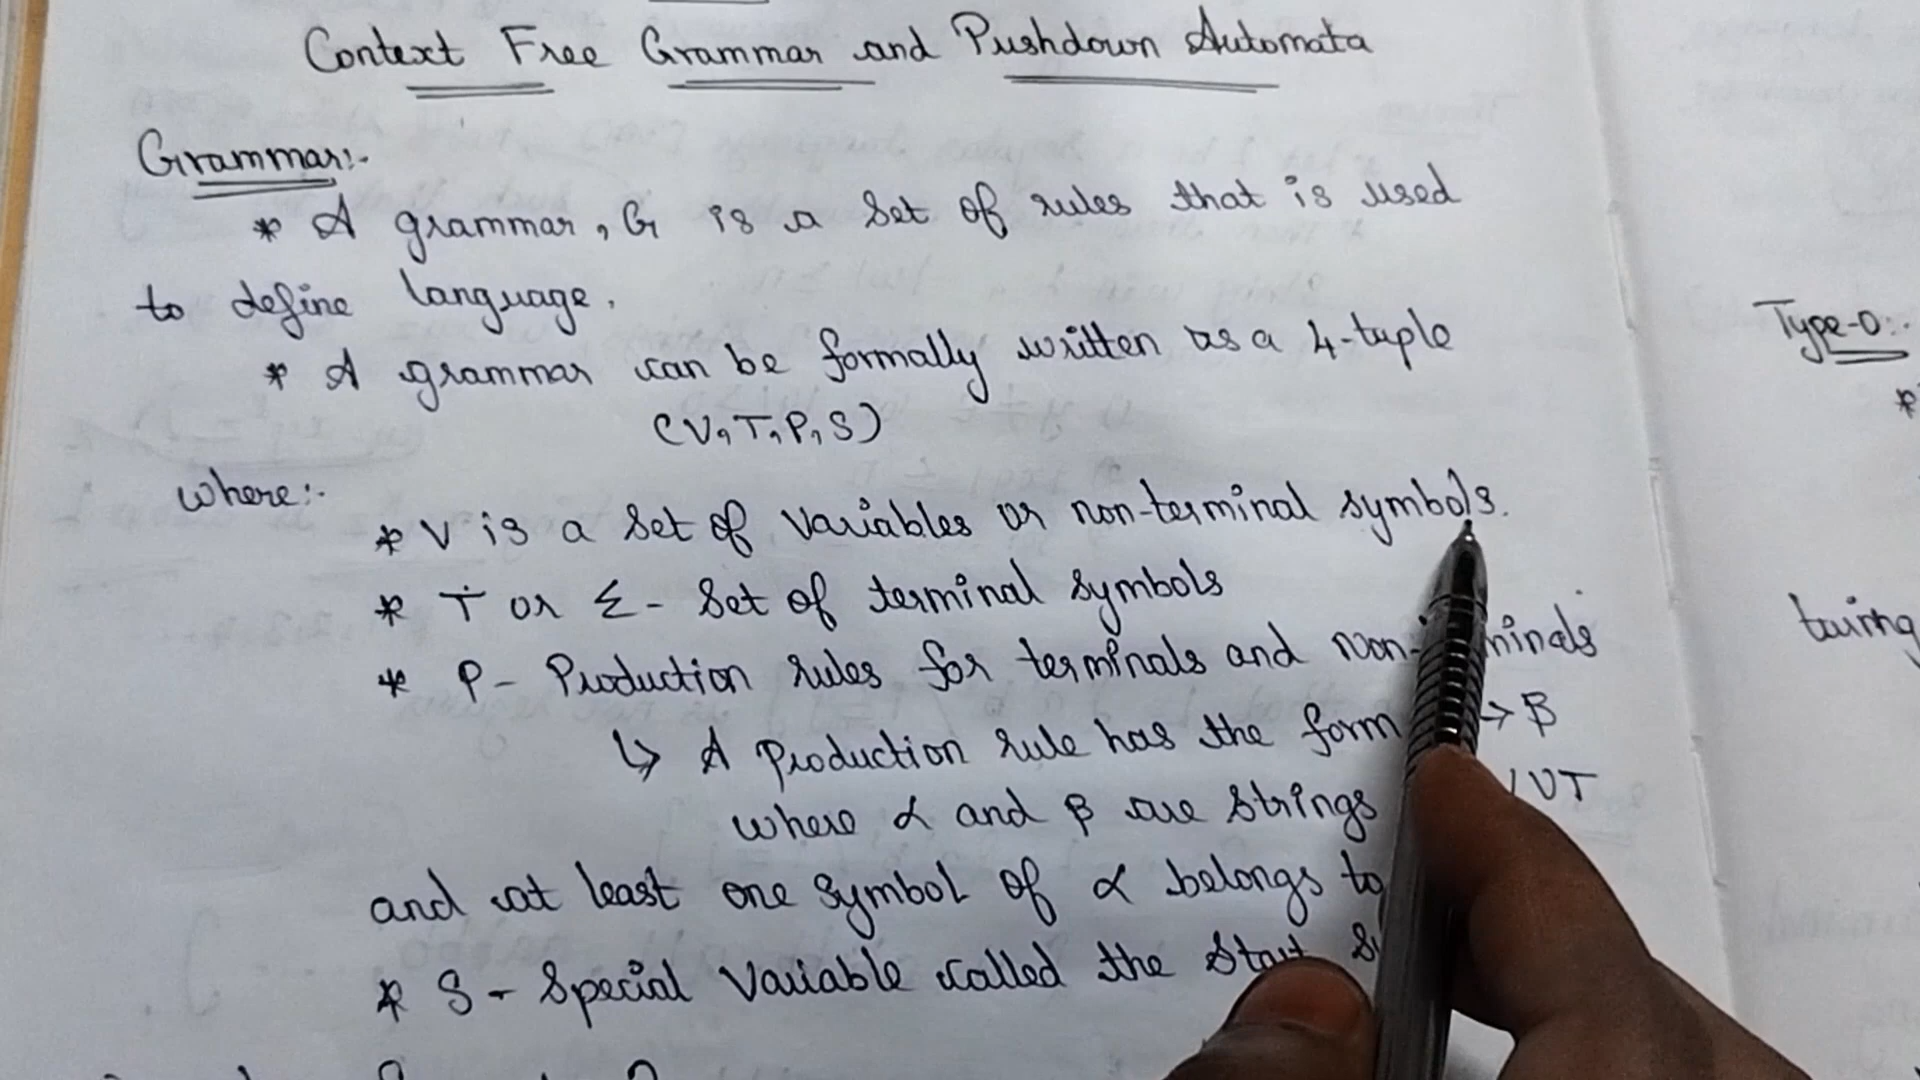 Context Free Grammar and Pushdown Automata
Grammar:-
* A grammar, G is a set of rules that is used
to define language.
* A grammar can be formally written as a 4-tuple
(V, T, P, S)
where:-
* V is a set of variables or non-terminal symbols.
* T or Σ - set of terminal symbols
* P - Production rules for terminals and non-
↳ A production rule has the form → β
where α and β are strings UT
and at least one symbol of α belongs to
* S - Special Variable called the start
Type-0:-
*